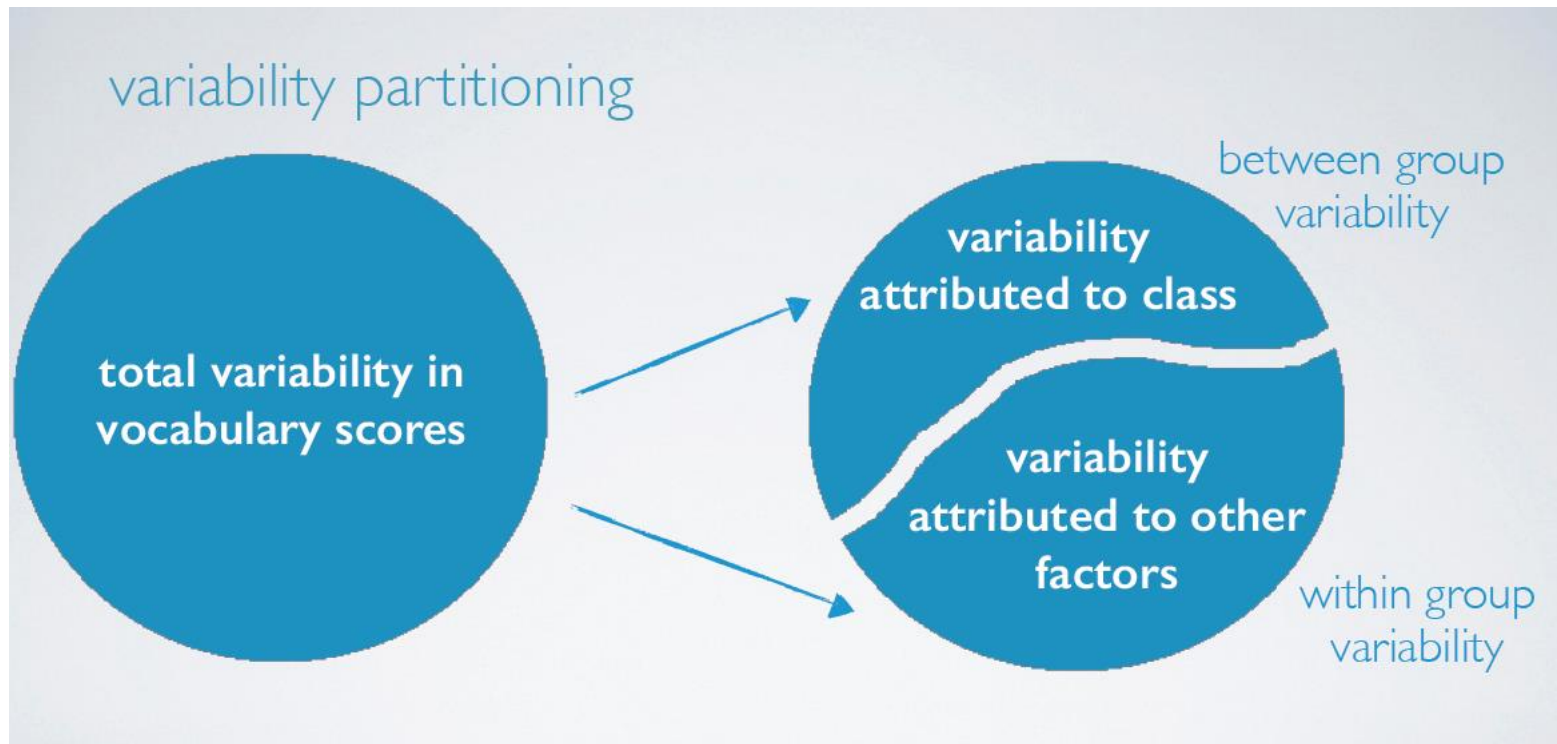 variability partitioning
total variability in
vocabulary scores
variability
attributed to class
between group
variability
variability
attributed to other
factors
within group
variability